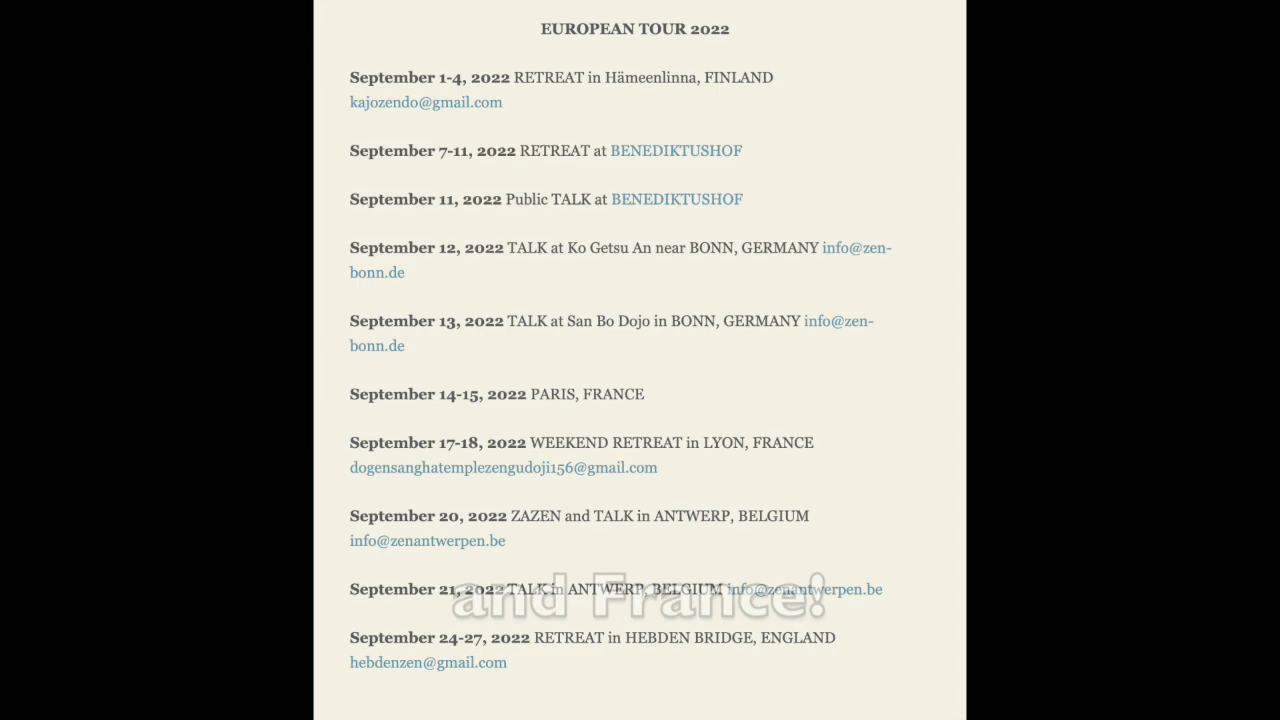 EUROPEAN TOUR 2022
September 1-4, 2022 RETREAT in Hämeenlinna, FINLAND
kajozendo@gmail.com
September 7-11, 2022 RETREAT at BENEDIKTUSHOF
September 11, 2022 Public TALK at BENEDIKTUSHOF
September 12, 2022 TALK at Ko Getsu An near BONN, GERMANY info@zen-
bonn.de
September 13, 2022 TALK at San Bo Dojo in BONN, GERMANY info@zen-
bonn.de
September 14-15, 2022 PARIS, FRANCE
September 17-18, 2022 WEEKEND RETREAT in LYON, FRANCE
dogensanghatemplezengudoji156@gmail.com
September 20, 2022 ZAZEN and TALK in ANTWERP, BELGIUM
info@zenantwerpen.be
September 21, 2022 TALK in ANTWERP, BELGIUM info@zenantwerpen.be
and France!
September 24-27, 2022 RETREAT in HEBDEN BRIDGE, ENGLAND
hebdenzen@gmail.com